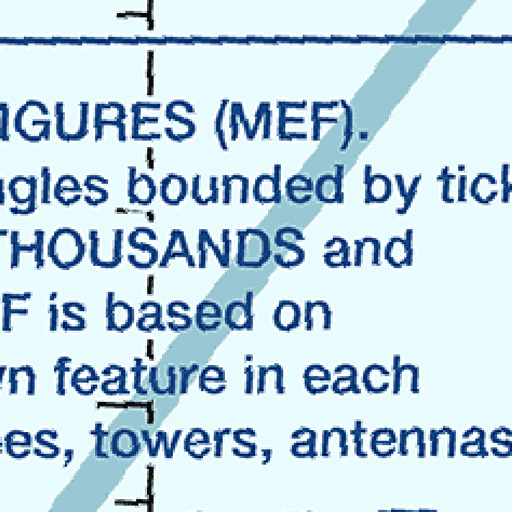 IGURES (MEF).
ngles bounded by tick
THOUSANDS and
F is based on
wn feature in each
ees, towers, antennas